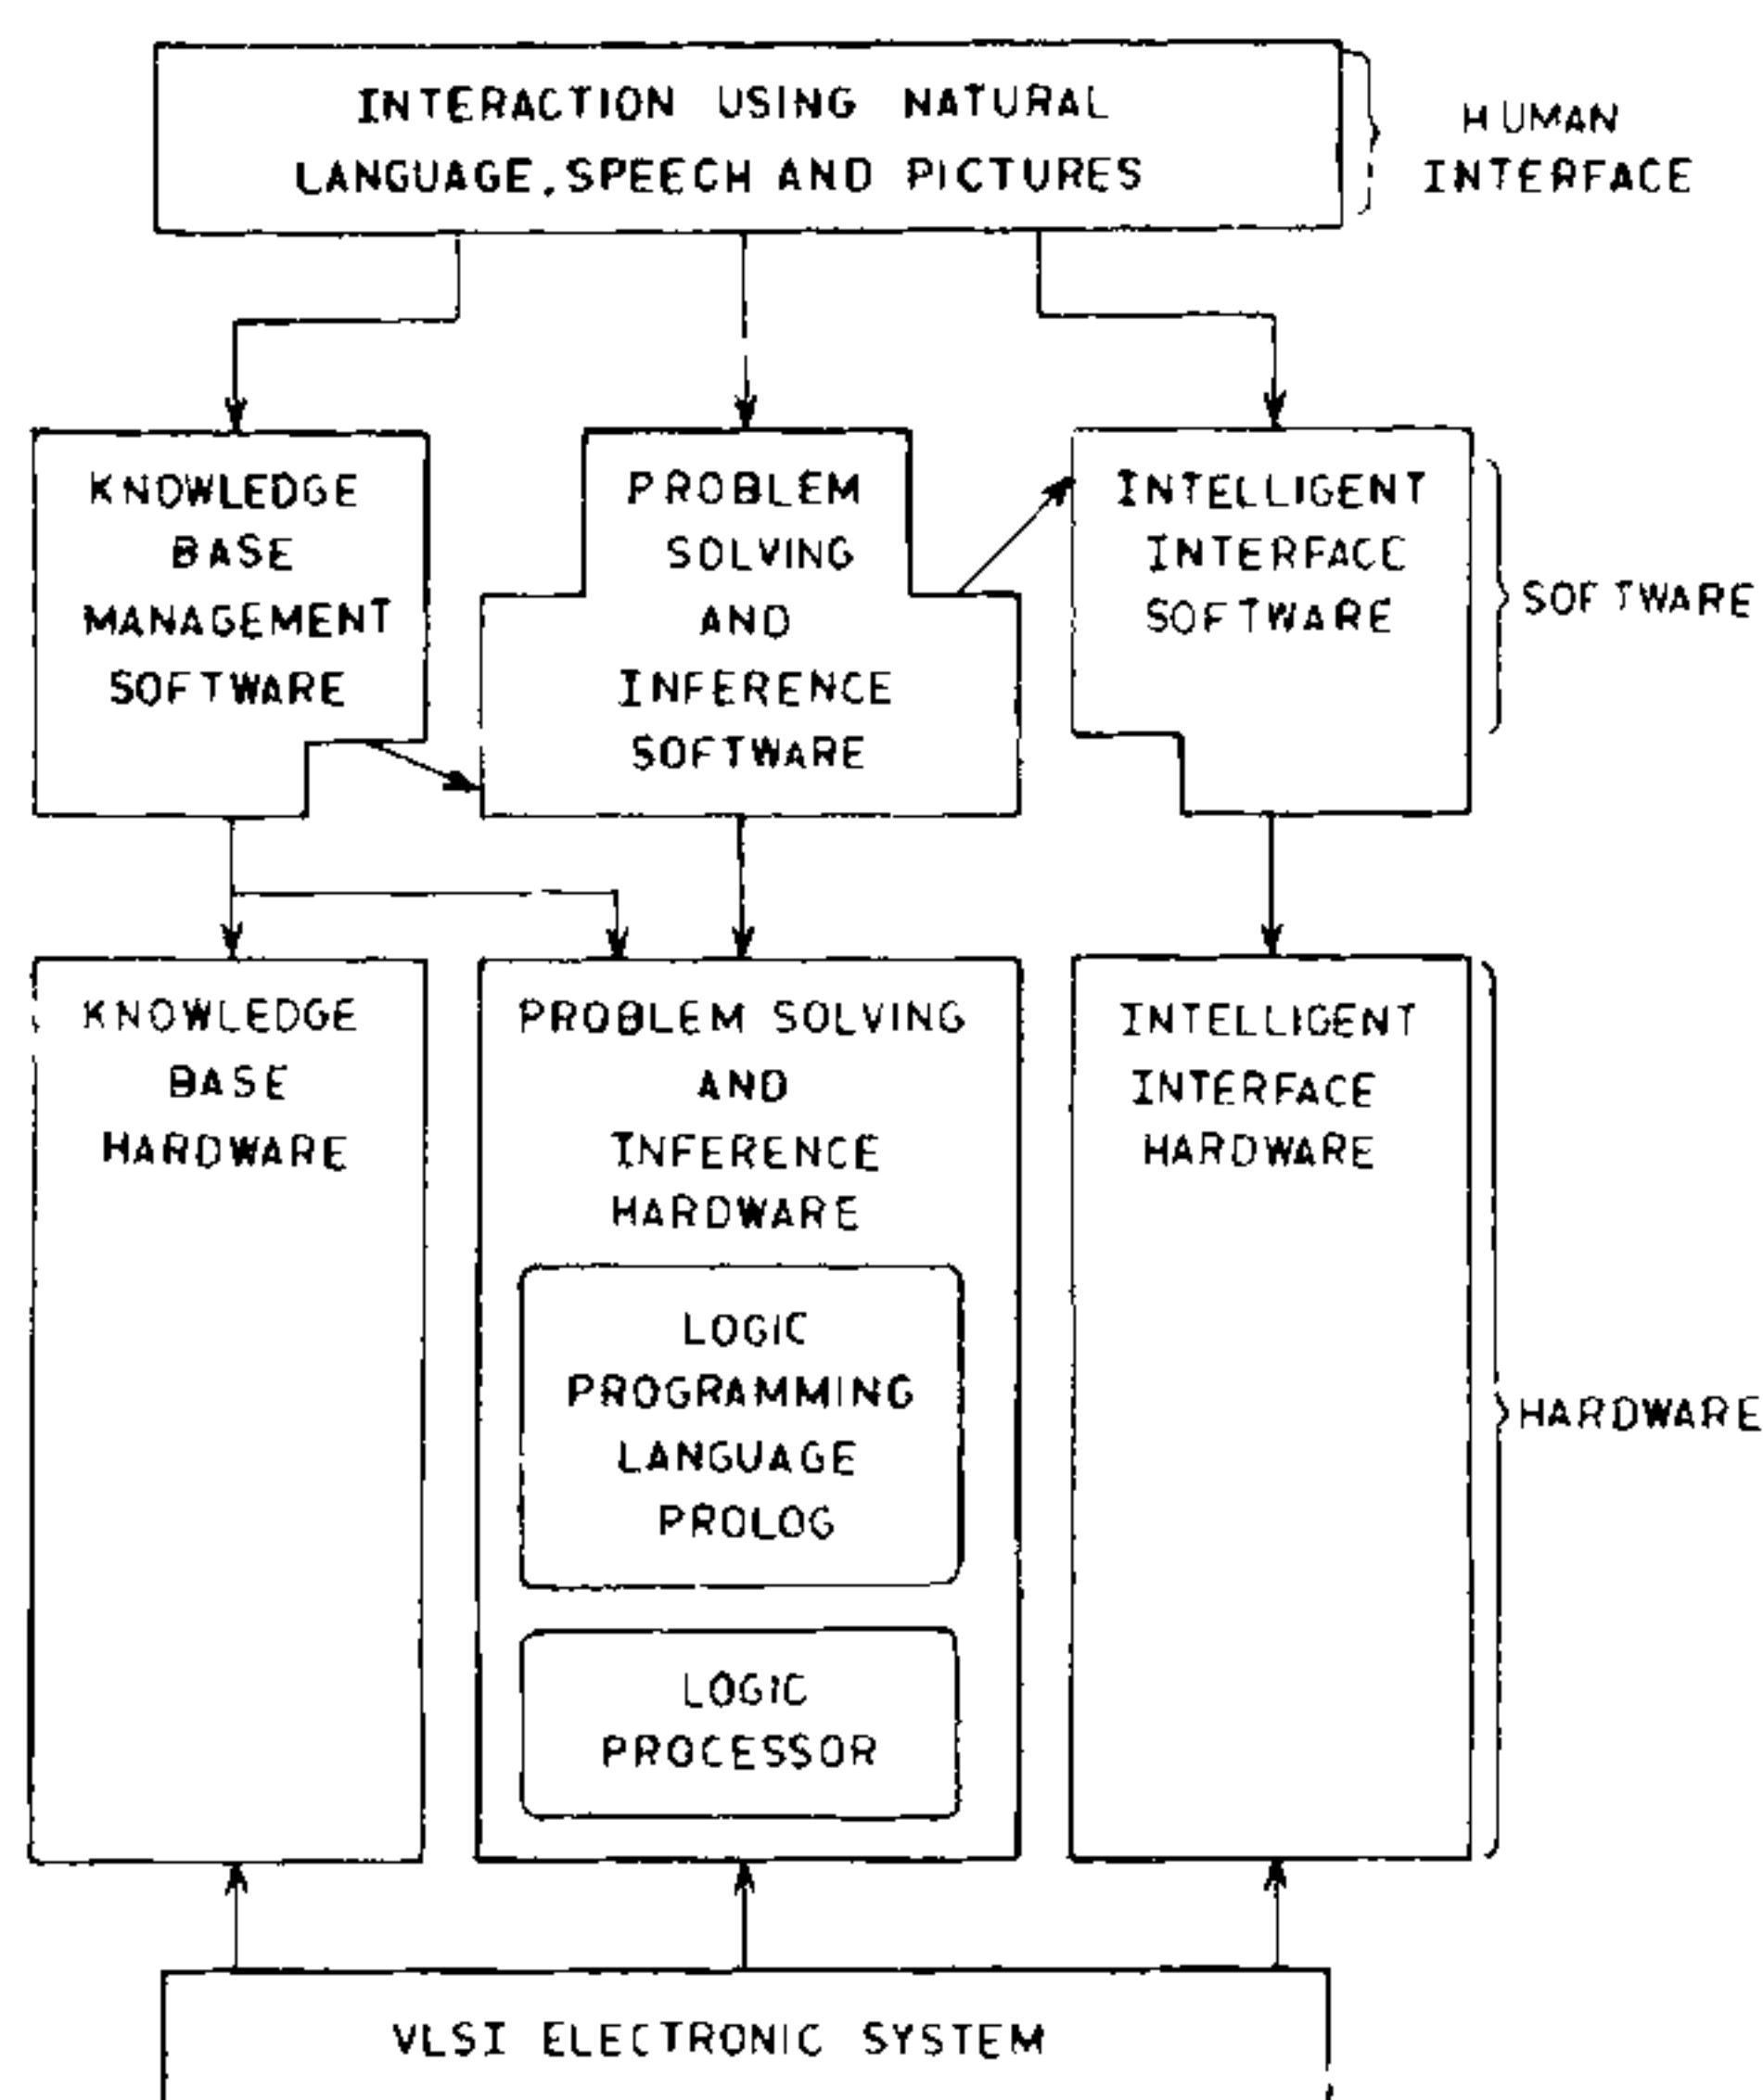 INTERACTION USING NATURAL
LANGUAGE, SPEECH AND PICTURES
HUMAN
INTERFACE
KNOWLEDGE
BASE
MANAGEMENT
SOFTWARE
PROBLEM
SOLVING
AND
INFERENCE
SOFTWARE
INTELLIGENT
INTERFACE
SOFTWARE
SOFTWARE
KNOWLEDGE
BASE
HARDWARE
PROBLEM SOLVING
AND
INFERENCE
HARDWARE
LOGIC
PROGRAMMING
LANGUAGE
PROLOG
LOGIC
PROCESSOR
INTELLIGENT
INTERFACE
HARDWARE
HARDWARE
VLSI ELECTRONIC SYSTEM